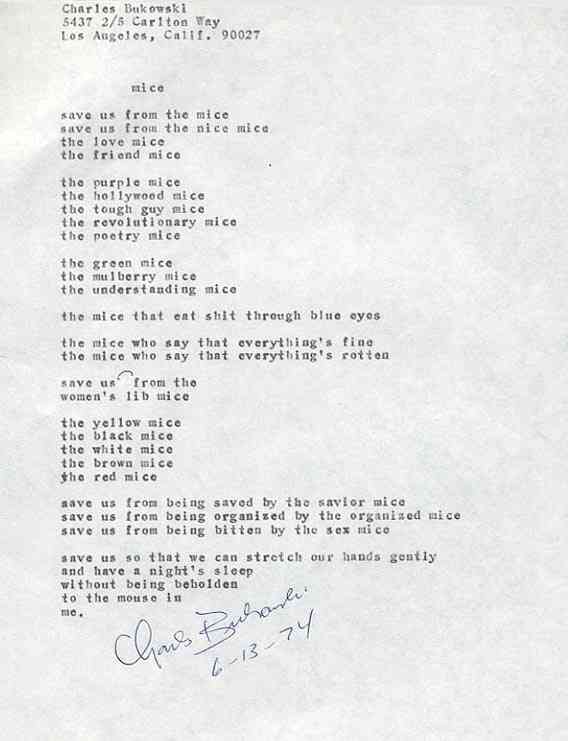 Charles Bukowski
5437 2/5 Carlton Way
Los Angeles, Calif. 90027
mice
save us from the mice
save us from the nice mice
the love mice
the friend mice
the purple mice
the hollywood mice
the tough guy mice
the revolutionary mice
the poetry mice
the green mice
the mulberry mice
the understanding mice
the mice that eat shit through blue eyes
the mice who say that everything's fine
the mice who say that everything's rotten
save us from the
women's lib mice
the yellow mice
the black mice
the white mice
the brown mice
the red mice
save us from being saved by the savior mice
save us from being organized by the organized mice
save us from being bitten by the sex mice
save us so that we can stretch our hands gently
and have a night's sleep
without being beholden
to the mouse in
me.
Charles Bukowski
6-13-74